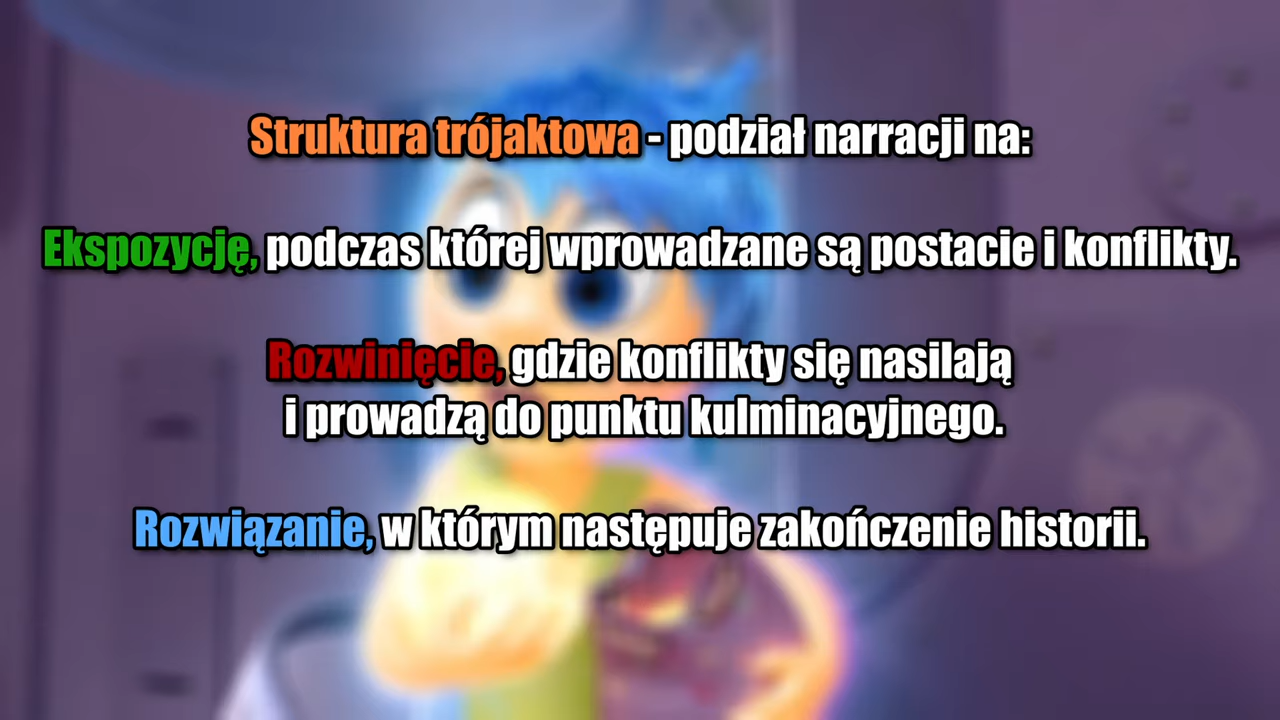 Struktura trójaktowa - podział narracji na:
Ekspozycję, podczas której wprowadzane są postacie i konflikty.
Rozwinięcie, gdzie konflikty się nasilają
i prowadzą do punktu kulminacyjnego.
Rozwiązanie, w którym następuje zakończenie historii.